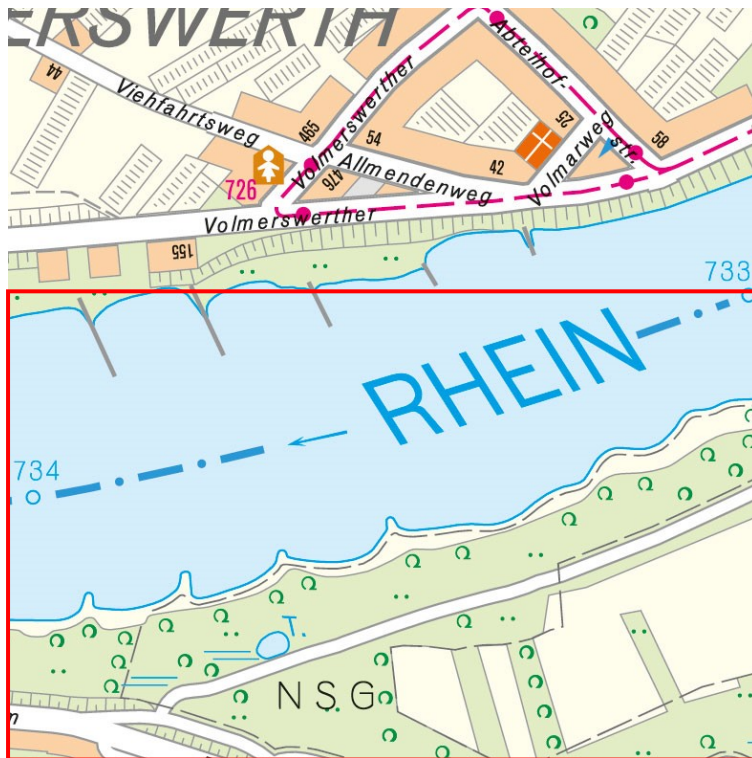 ERSWERTH
44
Viehfahrtsweg
465
Volmerswerther
54
Abteihof-
str.
25
58
726
476
Allmendenweg
42
Volmarweg
Volmerswerther
155
733
RHEIN
734
T.
NSG